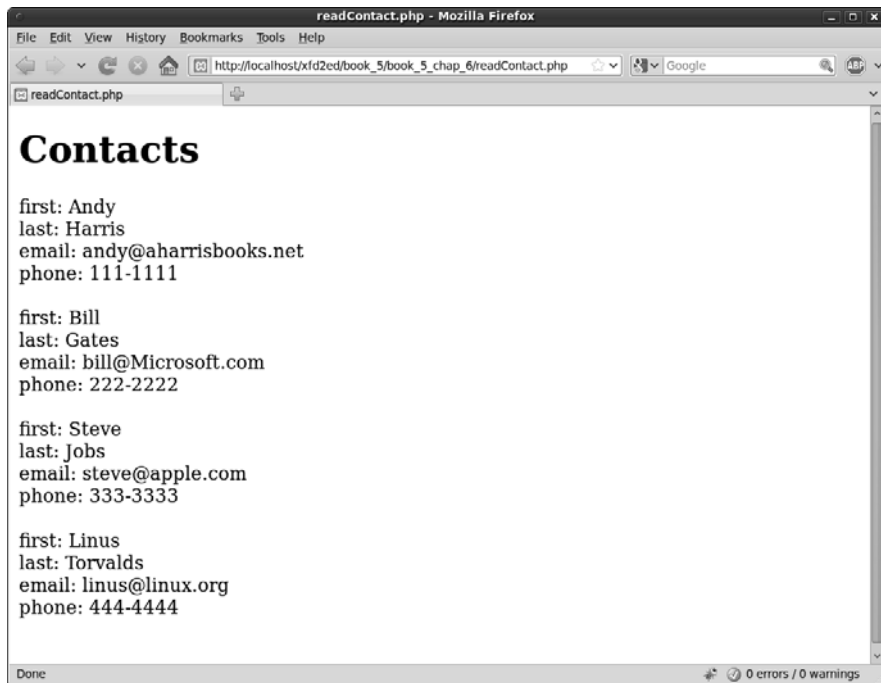 readContact.php - Mozilla Firefox
File Edit View History Bookmarks Tools Help
http://localhost/xfd2ed/book_5/book_5_chap_6/readContact.php Google ABP
readContact.php
Contacts
first: Andy
last: Harris
email: andy@aharrisbooks.net
phone: 111-1111
first: Bill
last: Gates
email: bill@Microsoft.com
phone: 222-2222
first: Steve
last: Jobs
email: steve@apple.com
phone: 333-3333
first: Linus
last: Torvalds
email: linus@linux.org
phone: 444-4444
Done 0 errors / 0 warnings